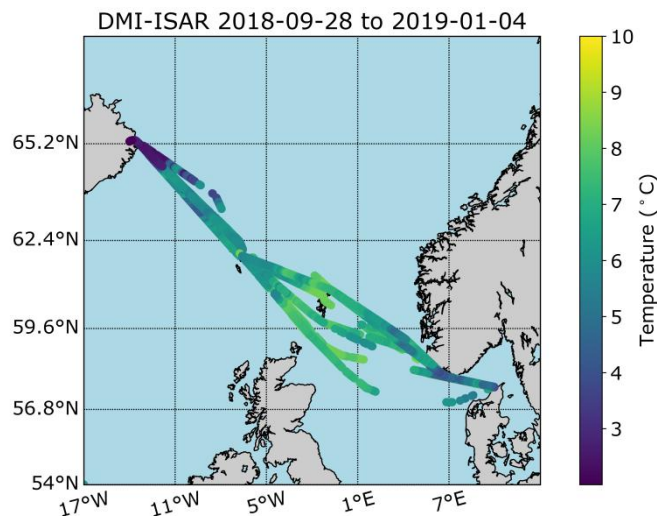 DMI-ISAR 2018-09-28 to 2019-01-04
65.2°N
62.4°N
59.6°N
56.8°N
54°N
17°W
11°W
5°W
1°E
7°E
10
9
8
7
6
5
4
3
Temperature (°C)